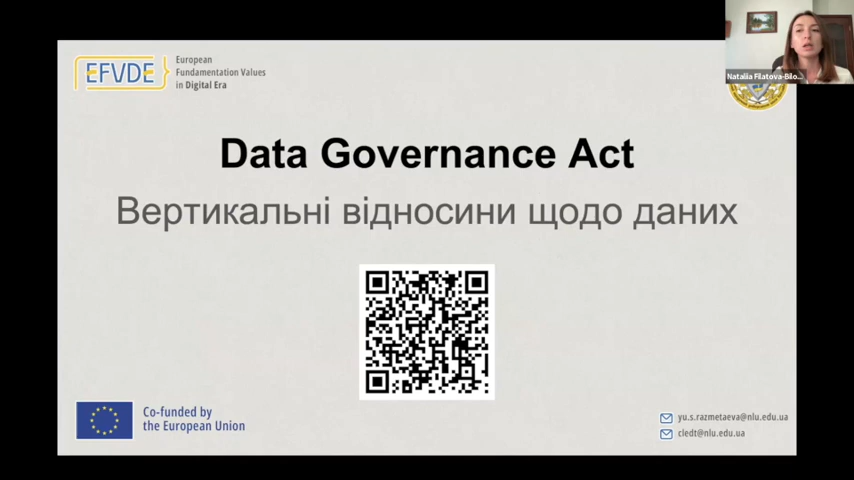 EFVDE
European
Fundamentation Values
in Digital Era
Nataliia Filatova-Bilo...
Data Governance Act
Вертикальні відносини щодо даних
Co-funded by
the European Union
yu.s.razmetaeva@nlu.edu.ua
cledt@nlu.edu.ua